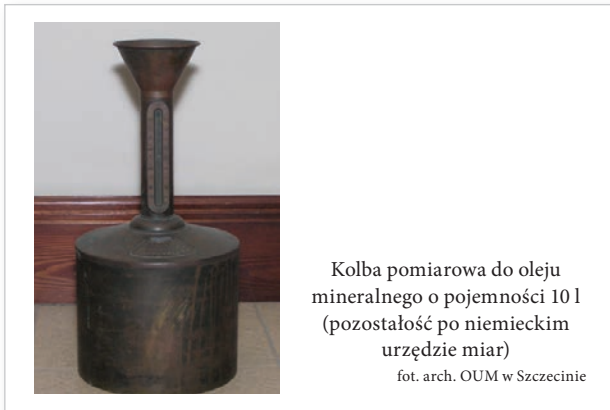 Kolba pomiarowa do oleju
mineralnego o pojemności 10 l
(pozostałość po niemieckim
urzędzie miar)
fot. arch. OUM w Szczecinie